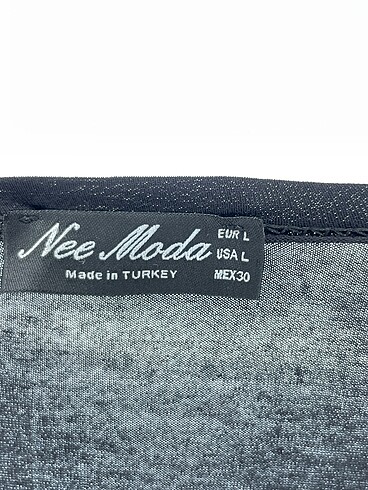 Nee Moda
Made in TURKEY
EUR L
USA L
MEX30